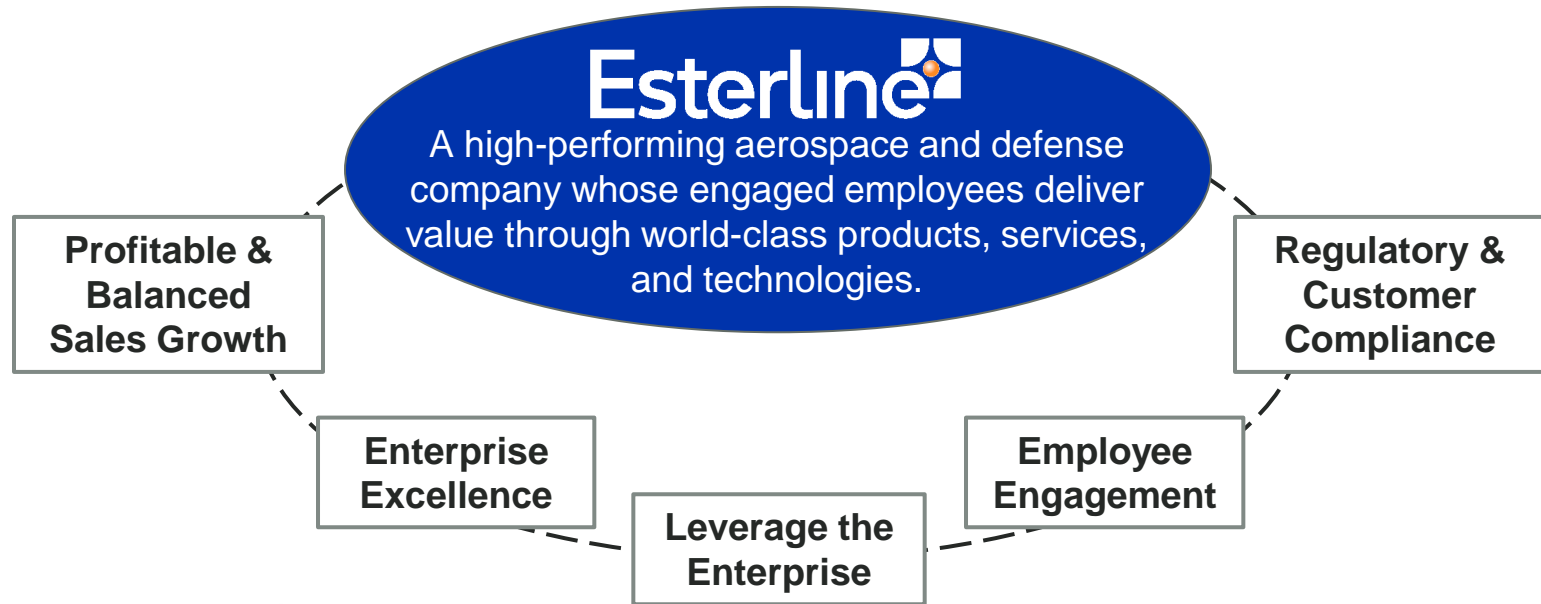 Esterline
A high-performing aerospace and defense
company whose engaged employees deliver
value through world-class products, services,
and technologies.
Profitable &
Balanced
Sales Growth
Regulatory &
Customer
Compliance
Enterprise
Excellence
Employee
Engagement
Leverage the
Enterprise